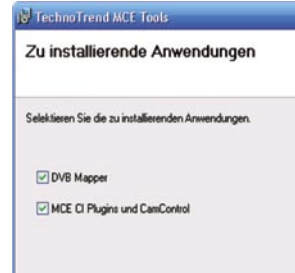 TechnoTrend MCE Tools
Zu installierende Anwendungen
Selektieren Sie die zu installierenden Anwendungen.
DVB Mapper
MCE CI Plugins und CamControl